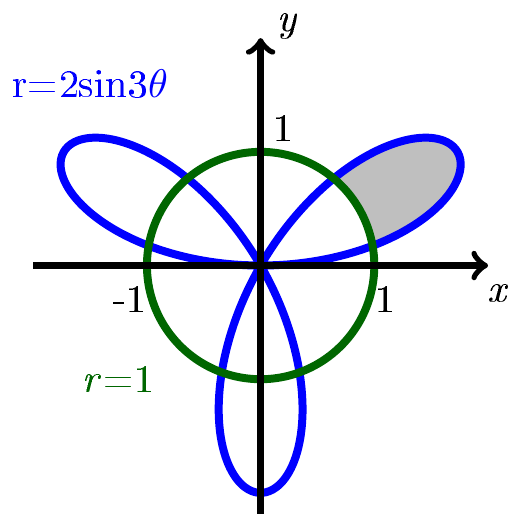 y
r=2sin3θ
1
-1
1
x
r=1